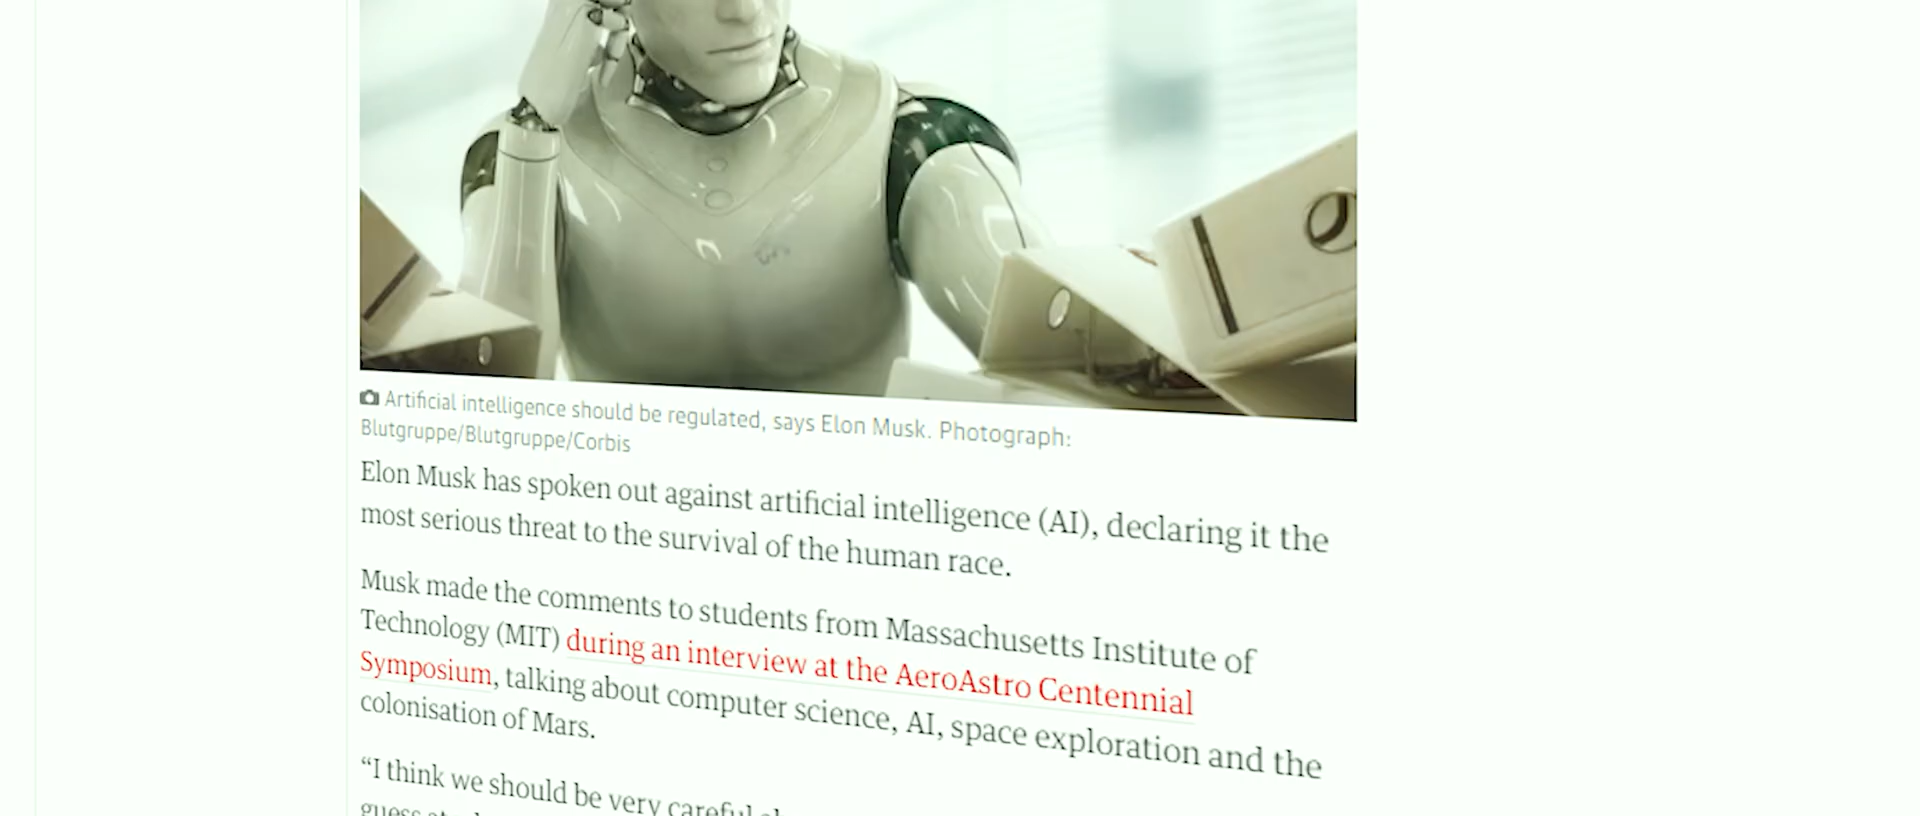 Artificial intelligence should be regulated, says Elon Musk. Photograph:
Blutgruppe/Blutgruppe/Corbis
Elon Musk has spoken out against artificial intelligence (AI), declaring it the
most serious threat to the survival of the human race.
Musk made the comments to students from Massachusetts Institute of
Technology (MIT) during an interview at the AeroAstro Centennial
Symposium, talking about computer science, AI, space exploration and the
colonisation of Mars.
“I think we should be very careful